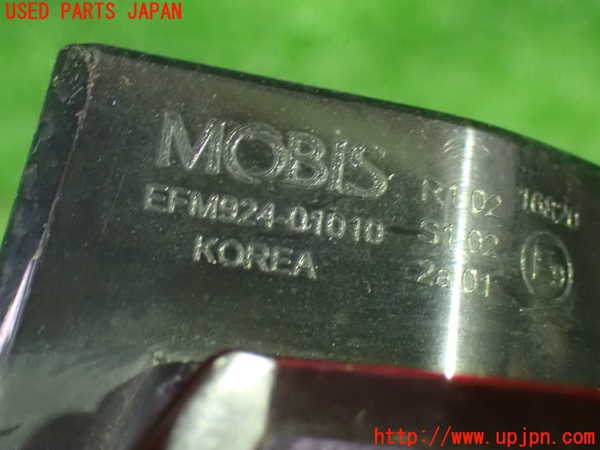 USED PARTS JAPAN
MOBIS
EFM924-01010
KOREA
R1 02
S1 02
2a 01
http://www.upjpn.com/